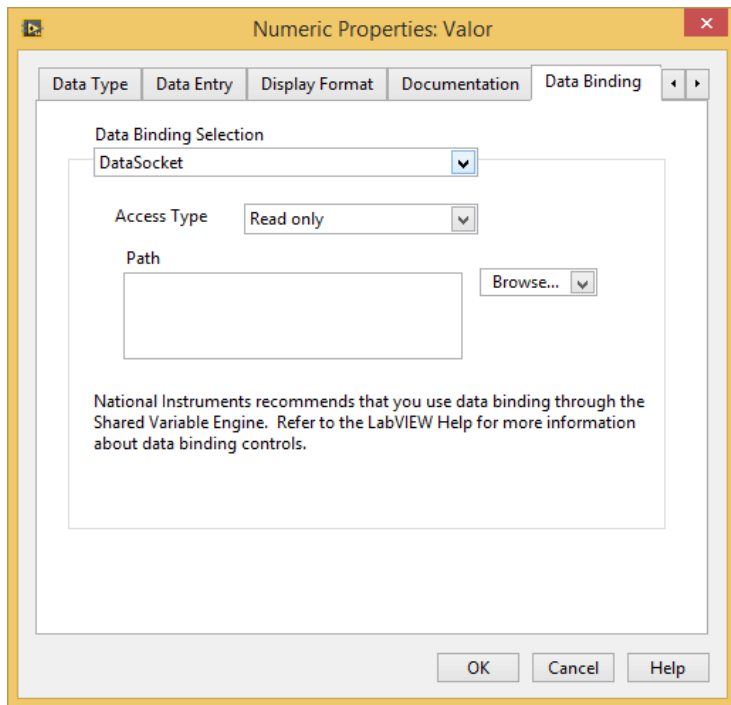 Numeric Properties: Valor
Data Type Data Entry Display Format Documentation Data Binding
Data Binding Selection
DataSocket
Access Type Read only
Path
Browse...
National Instruments recommends that you use data binding through the
Shared Variable Engine. Refer to the LabVIEW Help for more information
about data binding controls.
OK Cancel Help